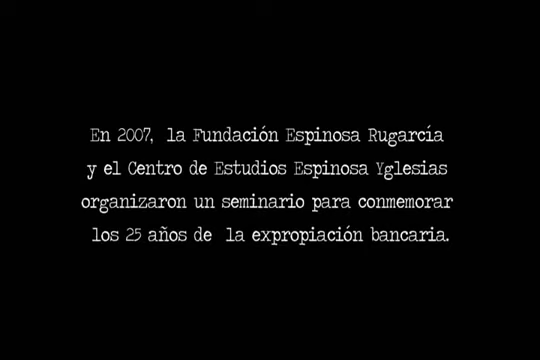 En 2007,  la Fundación Espinosa Rugarcía
y el Centro de Estudios Espinosa Yglesias
organizaron un seminario para conmemorar
los 25 años de  la expropiación bancaria.